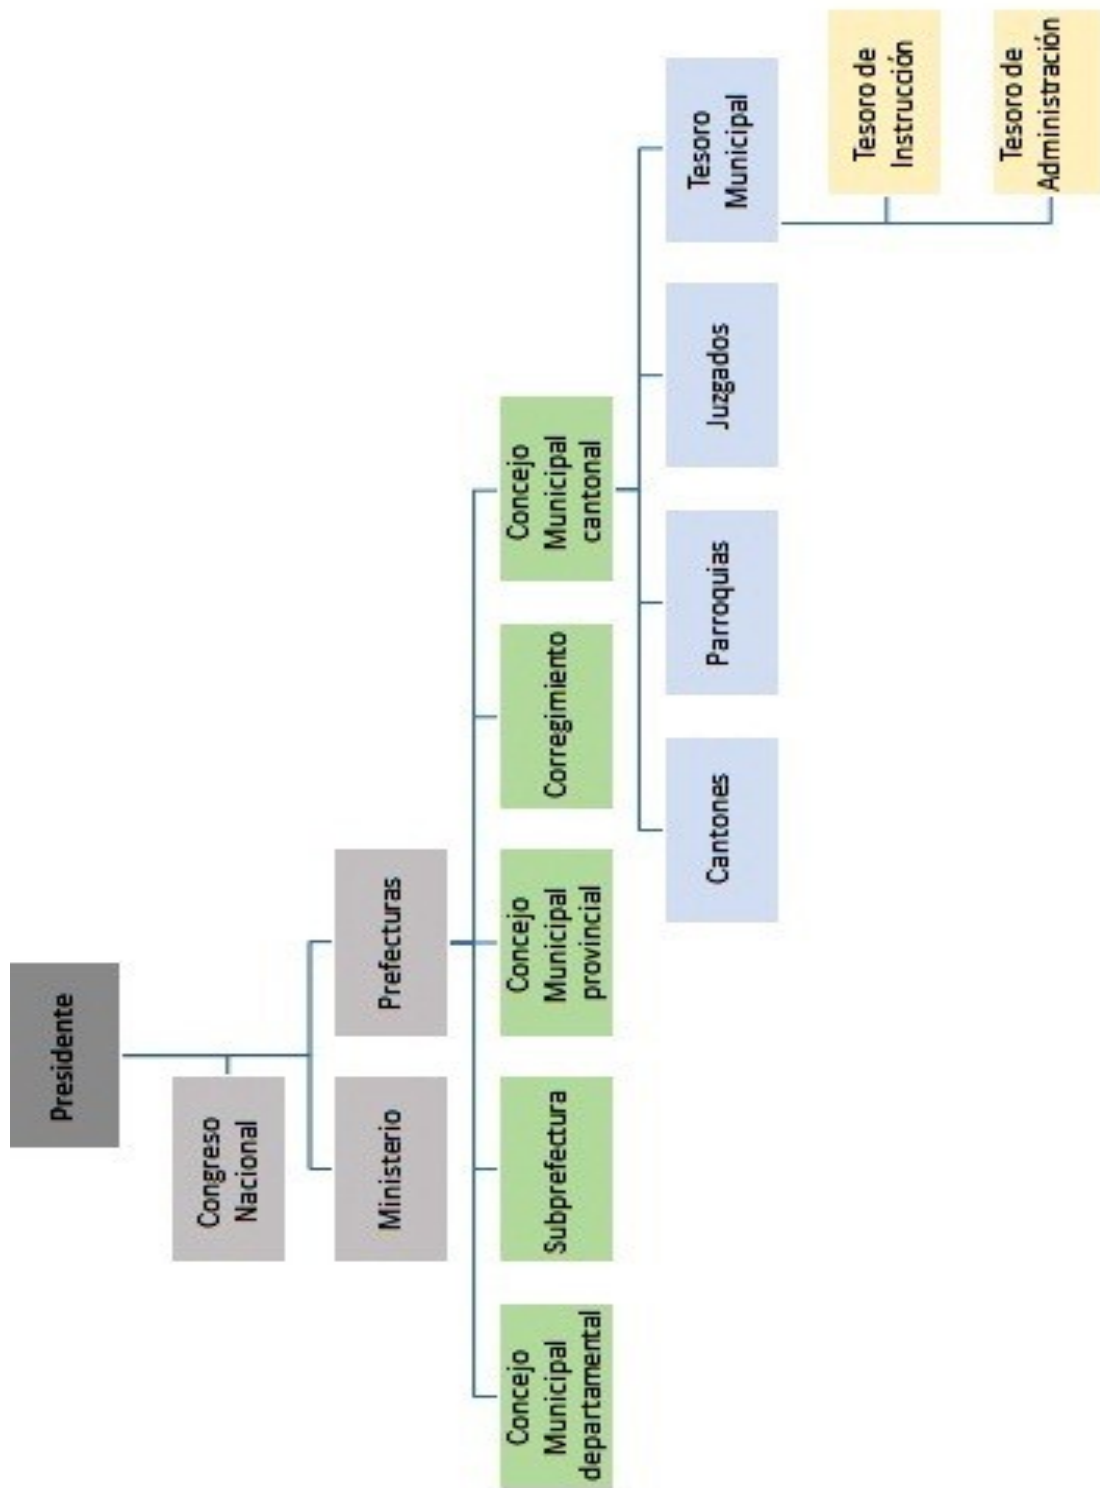 Presidente
Congreso
Nacional
Ministerio
Prefecturas
Concejo
Municipal
departamental
Subprefectura
Concejo
Municipal
provincial
Corregimiento
Concejo
Municipal
cantonal
Cantones
Parroquias
Juzgados
Tesoro
Municipal
Tesoro de
Instrucción
Tesoro de
Administración